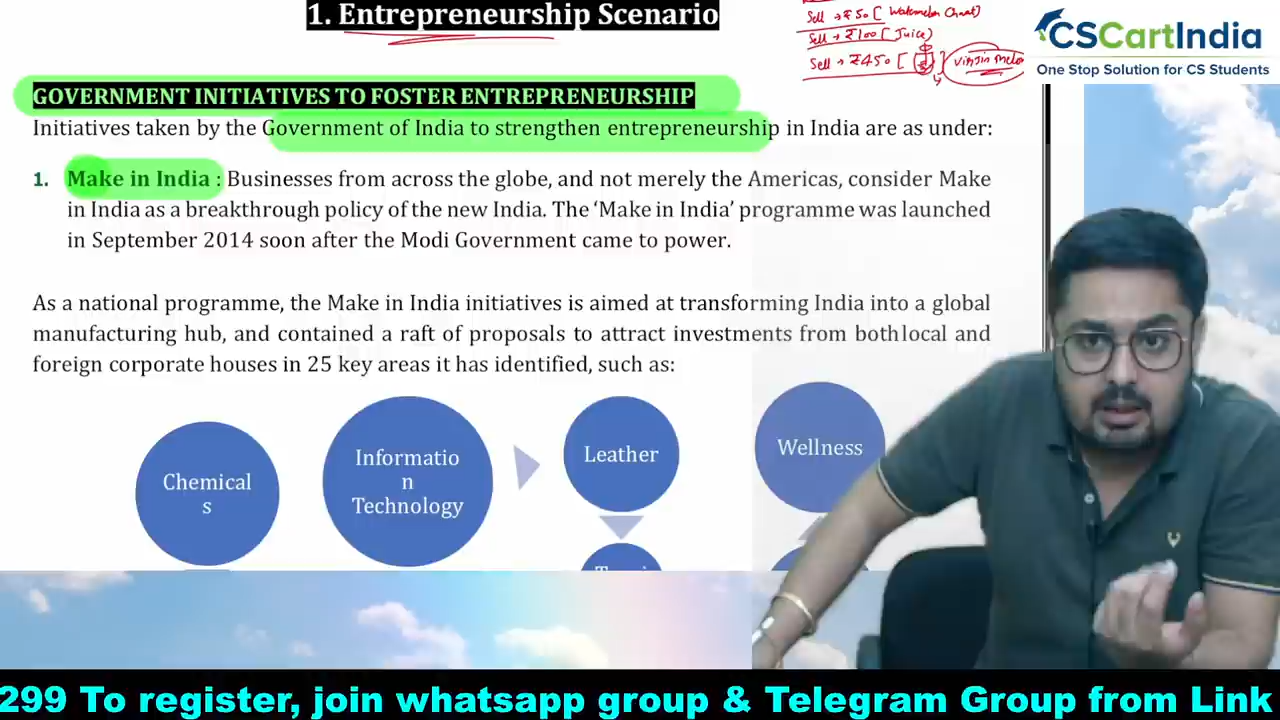 1. Entrepreneurship Scenario
Sell → ₹50 [ Watermelon Chaat)
Sell → ₹100 [ Juice)
Sell → ₹450 [
CSCartIndia
One Stop Solution for CS Students
GOVERNMENT INITIATIVES TO FOSTER ENTREPRENEURSHIP
Initiatives taken by the Government of India to strengthen entrepreneurship in India are as under:
1. Make in India : Businesses from across the globe, and not merely the Americas, consider Make
in India as a breakthrough policy of the new India. The ‘Make in India’ programme was launched
in September 2014 soon after the Modi Government came to power.
As a national programme, the Make in India initiatives is aimed at transforming India into a global
manufacturing hub, and contained a raft of proposals to attract investments from both local and
foreign corporate houses in 25 key areas it has identified, such as:
Chemical
s
Informatio
n
Technology
Leather
Wellness
299 To register, join whatsapp group & Telegram Group from Link